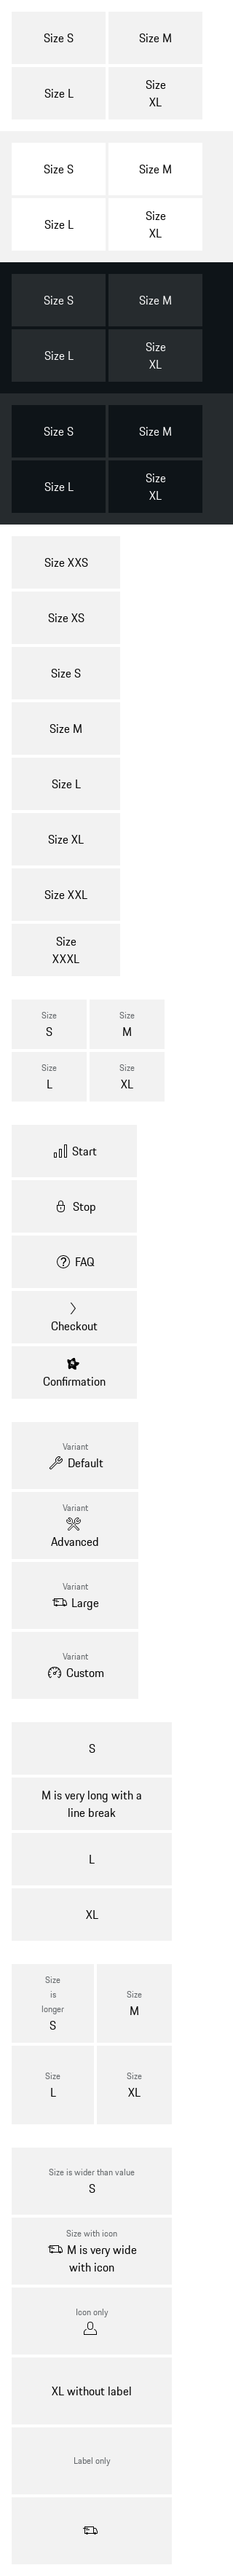 Size S
Size M
Size L
Size
XL
Size S
Size M
Size L
Size
XL
Size S
Size M
Size L
Size
XL
Size S
Size M
Size L
Size
XL
Size XXS
Size XS
Size S
Size M
Size L
Size XL
Size XXL
Size
XXXL
Size
S
Size
M
Size
L
Size
XL
Start
Stop
FAQ
Checkout
Confirmation
Variant
Default
Variant
Advanced
Variant
Large
Variant
Custom
S
M is very long with a
line break
L
XL
Size
is
longer
S
Size
M
Size
L
Size
XL
Size is wider than value
S
Size with icon
M is very wide
with icon
Icon only
XL without label
Label only